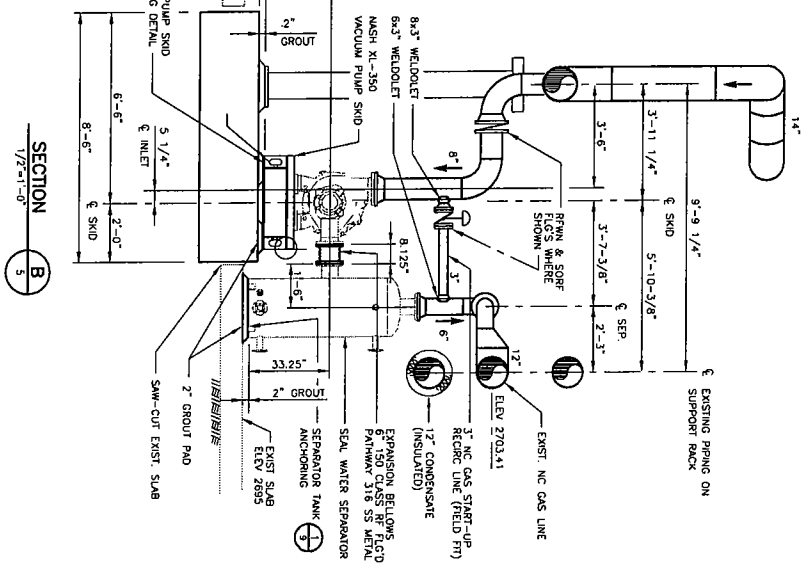 14"
3'-11 1/4"
3'-6"
9'-9 1/4"
℄ SKID
5'-10-3/8"
3'-7-3/8"
℄ SEP.
2'-3"
℄ EXISTING PIPING ON
SUPPORT RACK
8x3" WELDOLET
6x3" WELDOLET
NASH XL-350
VACUUM PUMP SKID
2"
GROUT
PUMP SKID
G DETAIL
8"
RFWN & SORF
FLG'S WHERE
SHOWN
3"
6"
12"
EXIST. NC GAS LINE
ELEV 2703.41
3" NC GAS START-UP
RECIRC LINE (FIELD FIT)
12" CONDENSATE
(INSULATED)
EXPANSION BELLOWS
6" 150 CLASS RF FLG'D
PATHWAY 316 SS METAL
SEAL WATER SEPARATOR
SEPARATOR TANK
ANCHORING
1
9
EXIST SLAB
ELEV 2695
8.125"
1'-6"
33.25"
2" GROUT
2" GROUT PAD
SAW-CUT EXIST. SLAB
5 1/4"
℄ INLET
6'-6"
℄ SKID
2'-0"
8'-6"
SECTION
1/2"=1'-0"
B
5